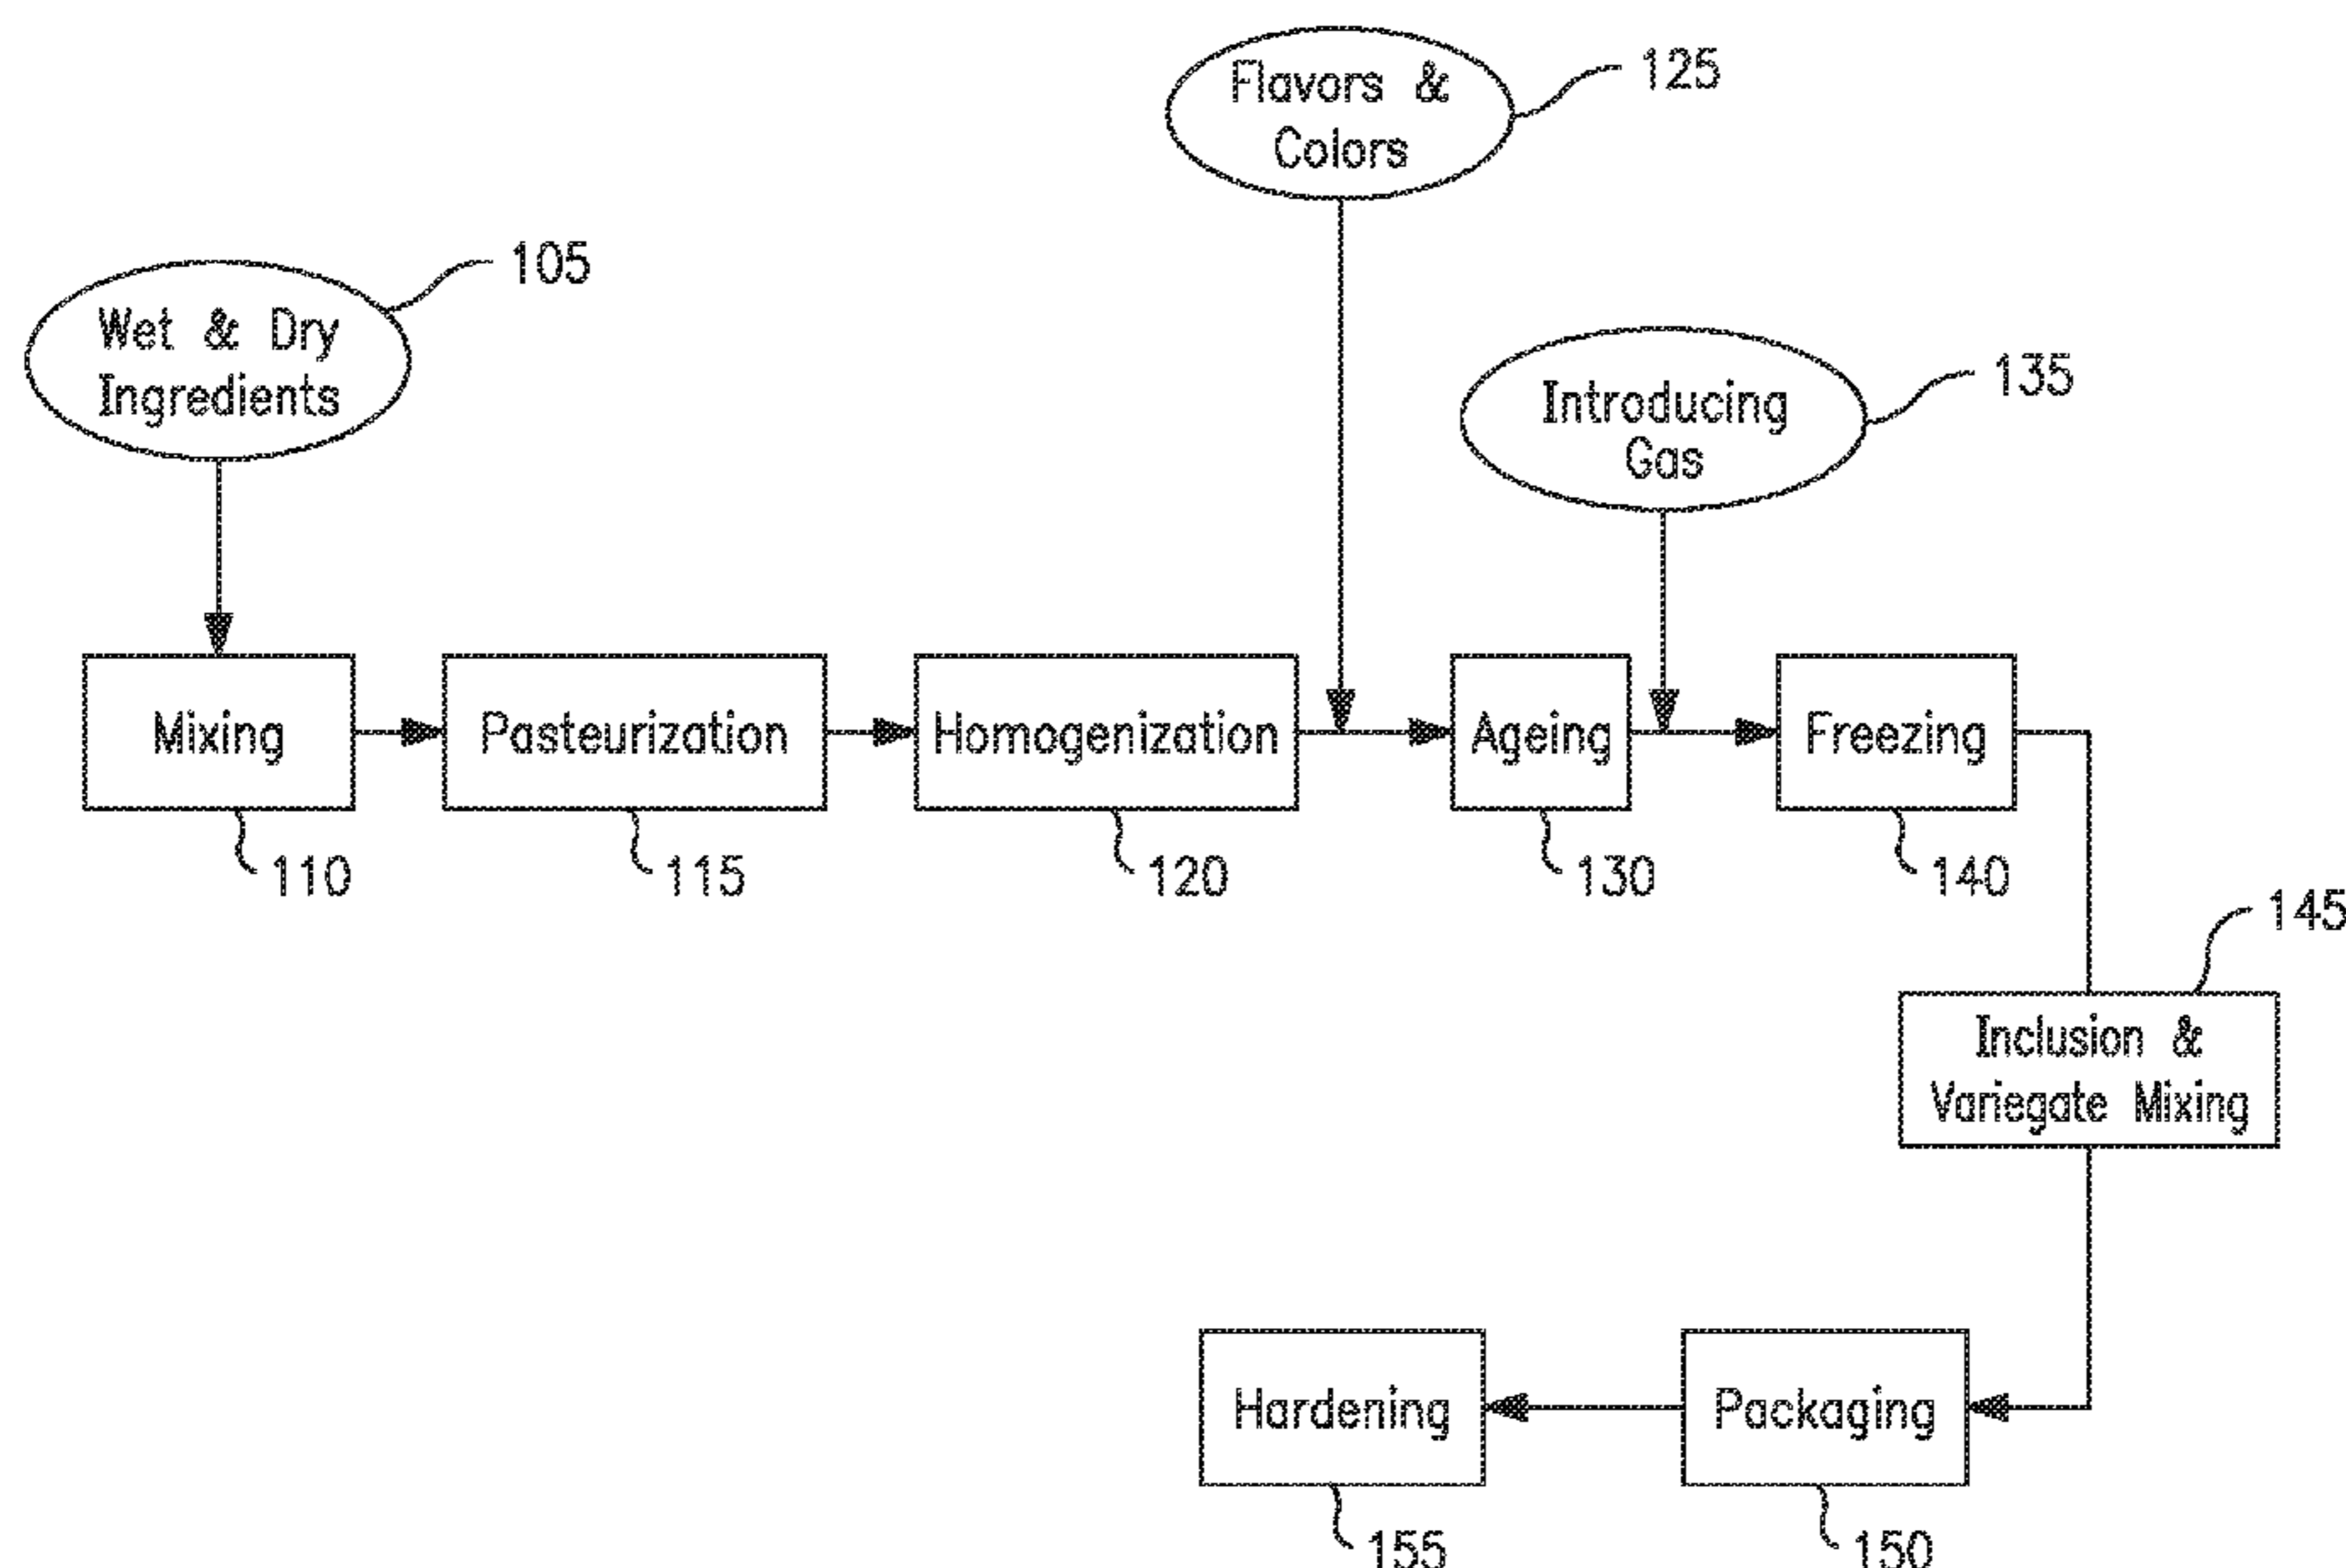 Flavors &
Colors
125
Wet & Dry
Ingredients
105
Introducing
Gas
135
Mixing
Pasteurization
Homogenization
Ageing
Freezing
110
115
120
130
140
145
Inclusion &
Variegate Mixing
Hardening
Packaging
155
150